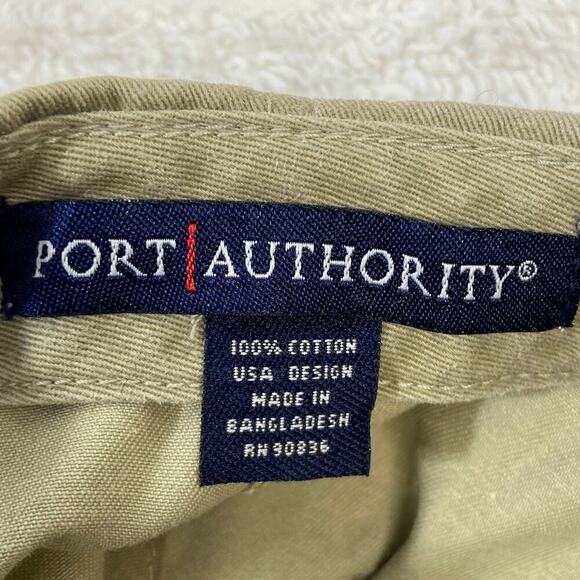 PORT|AUTHORITY®
100% COTTON
USA DESIGN
MADE IN
BANGLADESH
RN 90836